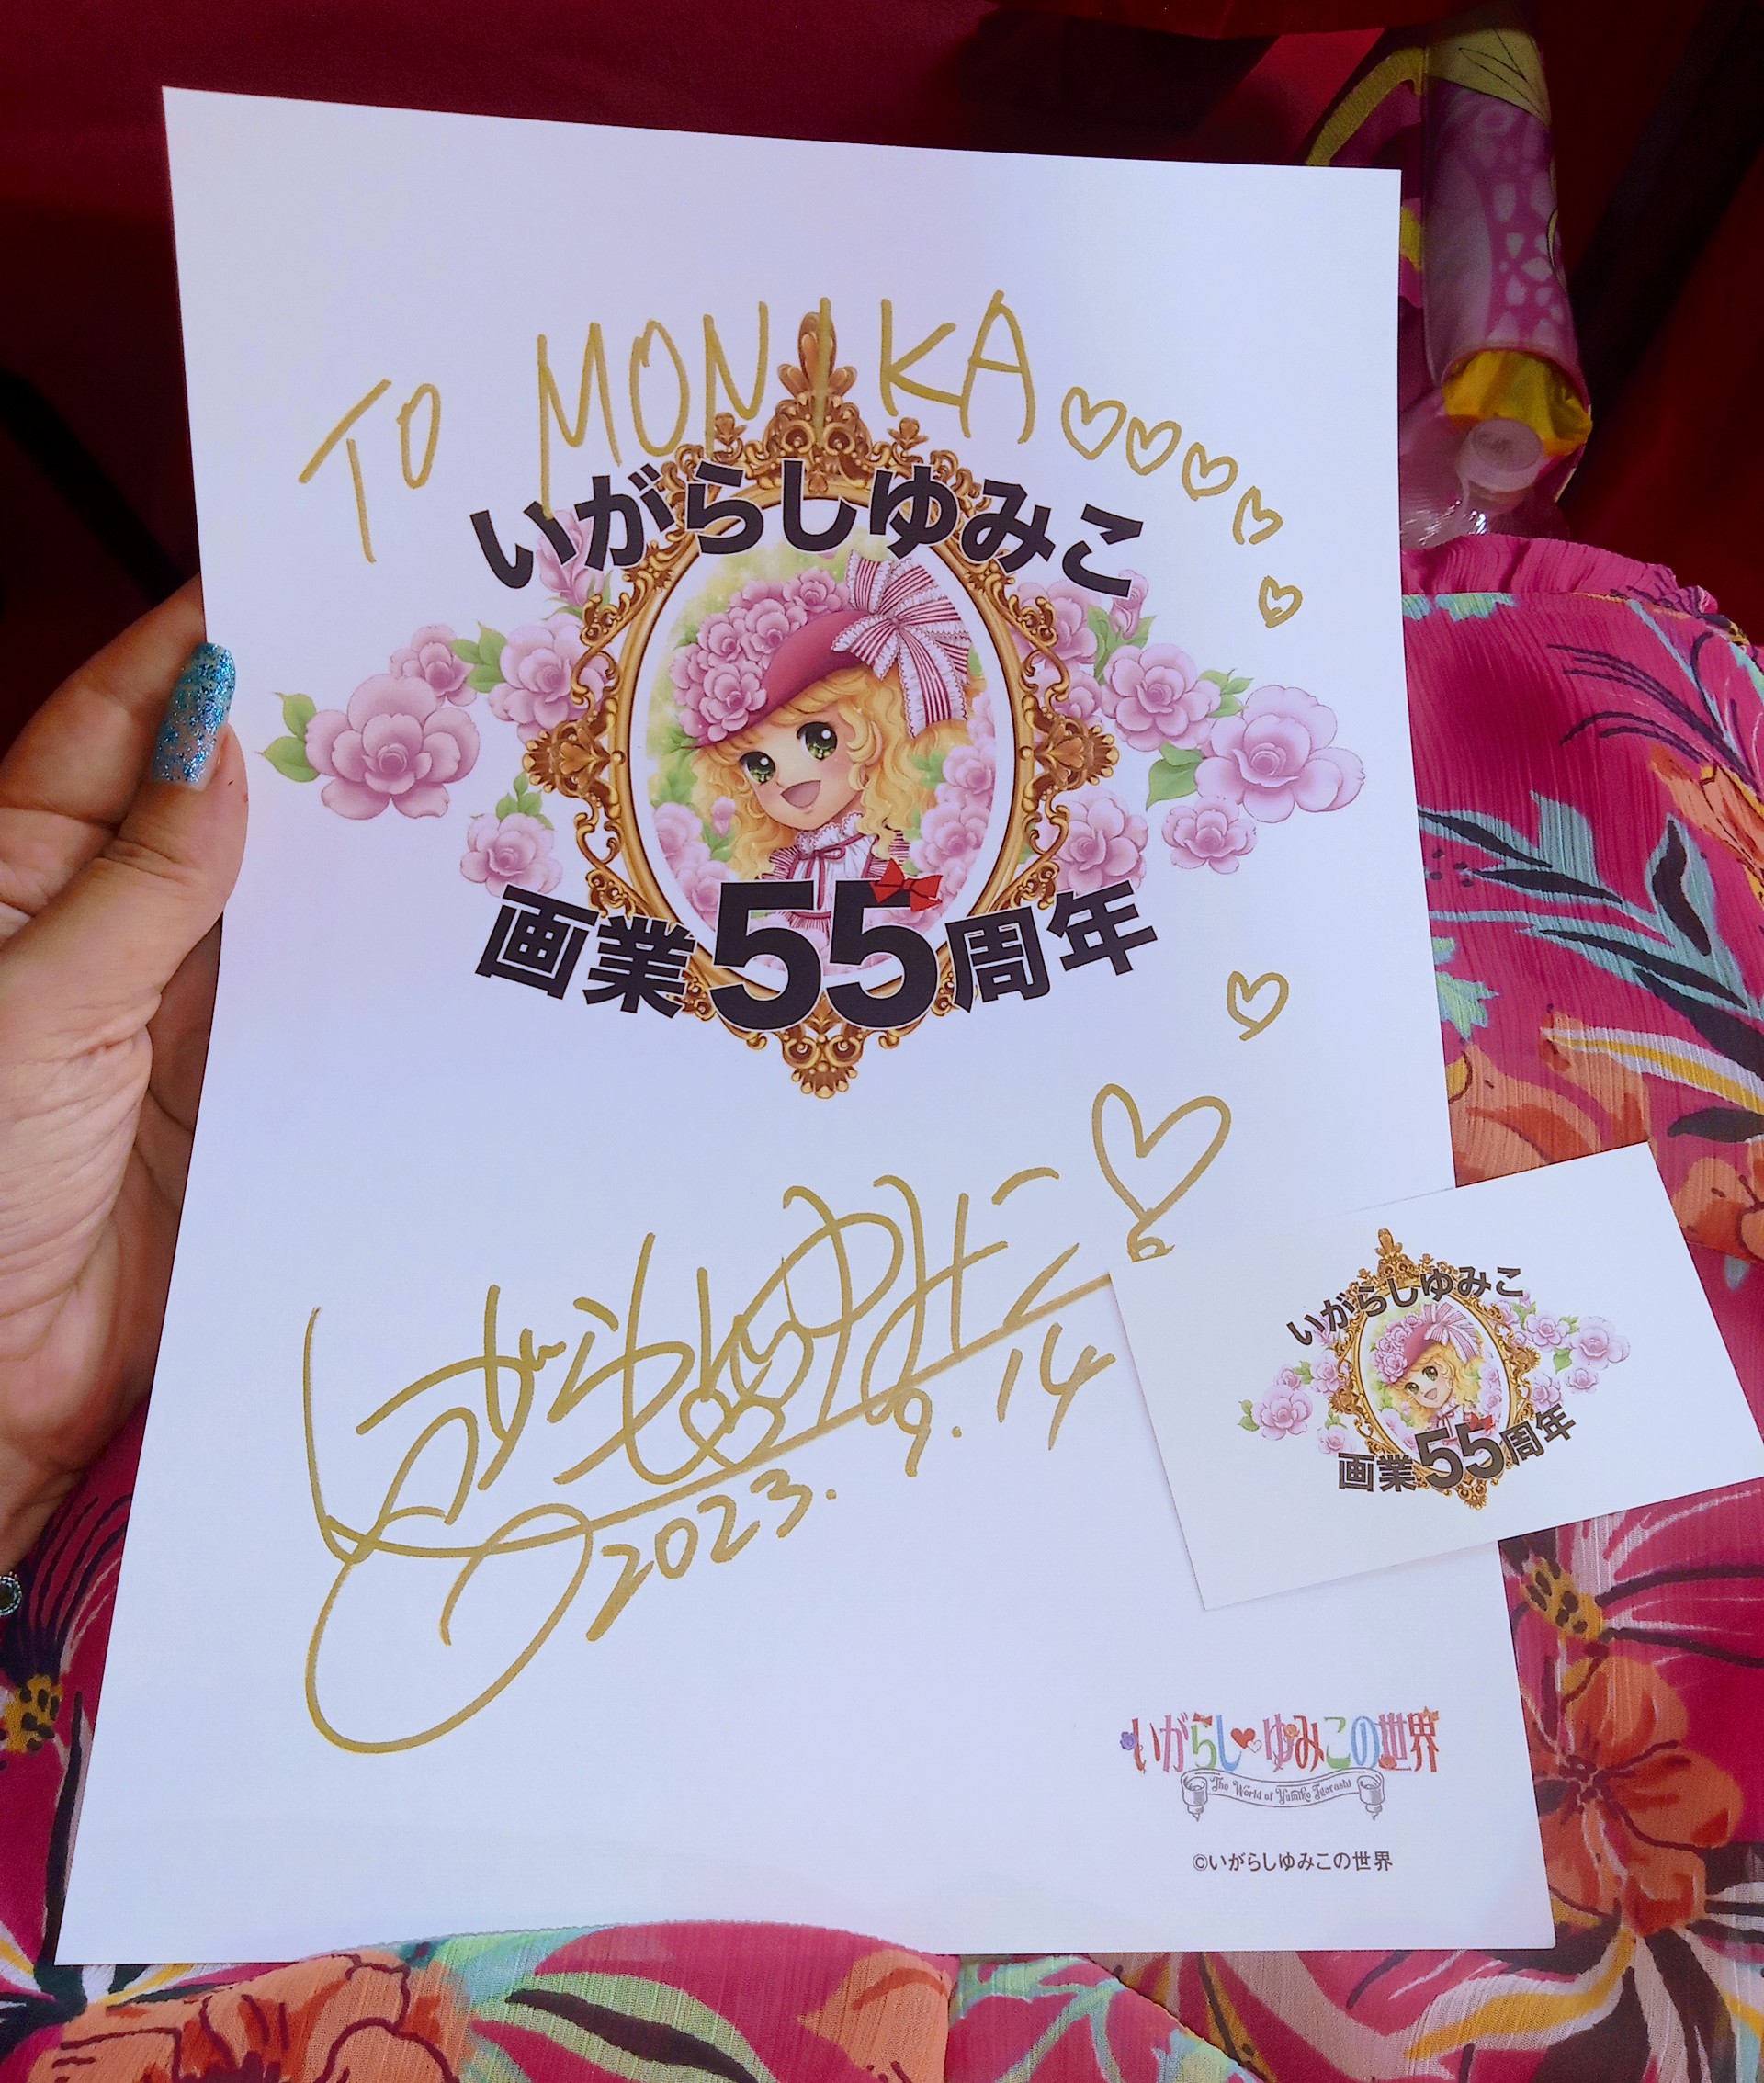 TO MONIKA
いがらしゆみこ
画業55周年
いがらしゆみこ
2023. 9. 14
いがらしゆみこ
画業55周年
いがらしゆみこの世界
The World of Yumiko Igarashi
©いがらしゆみこの世界